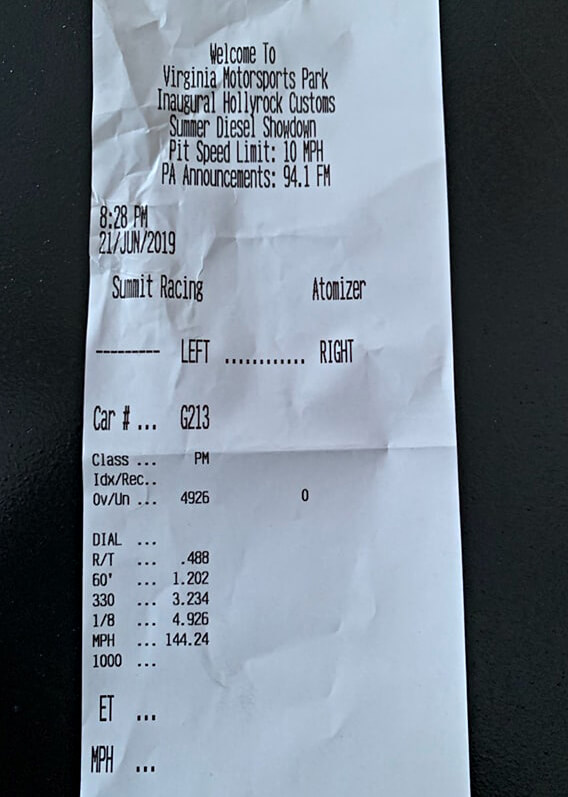 Welcome To
Virginia Motorsports Park
Inaugural Hollyrock Customs
Summer Diesel Showdown
Pit Speed Limit: 10 MPH
PA Announcements: 94.1 FM
8:28 PM
21/JUN/2019
Summit Racing Atomizer
--------- LEFT ............ RIGHT
Car # ... G213
Class ... PM
Idx/Rec..
Ov/Un ... 4926 0
DIAL ...
R/T ... .488
60' ... 1.202
330 ... 3.234
1/8 ... 4.926
MPH ... 144.24
1000 ...
ET ...
MPH ...